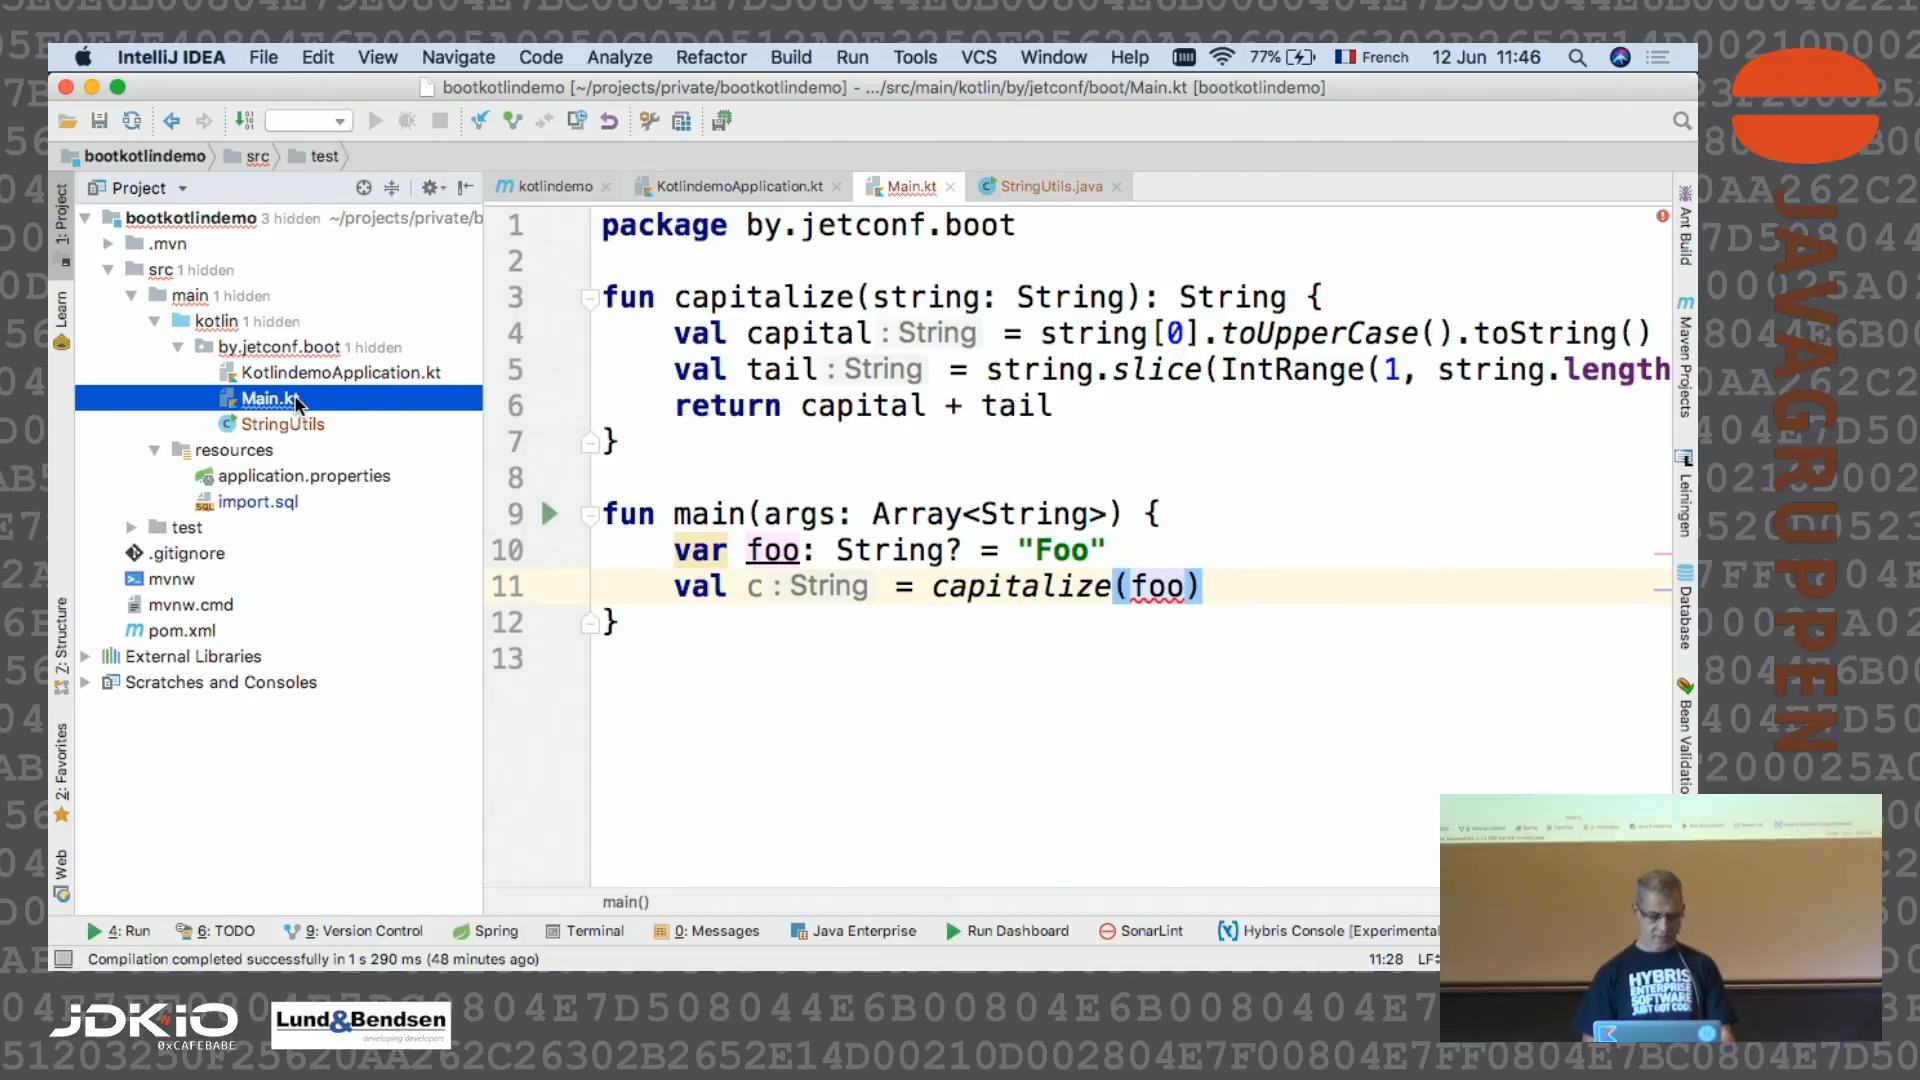 IntelliJ IDEA File Edit View Navigate Code Analyze Refactor Build Run Tools VCS Window Help 77% French 12 Jun 11:46
bootkotlindemo [~/projects/private/bootkotlindemo] - .../src/main/kotlin/by/jetconf/boot/Main.kt [bootkotlindemo]
bootkotlindemo src test
Project
kotlindemo KotlindemoApplication.kt Main.kt StringUtils.java
bootkotlindemo 3 hidden ~/projects/private/b
.mvn
src 1 hidden
main 1 hidden
kotlin 1 hidden
by.jetconf.boot 1 hidden
KotlindemoApplication.kt
Main.kt
StringUtils
resources
application.properties
import.sql
test
.gitignore
mvnw
mvnw.cmd
pom.xml
External Libraries
Scratches and Consoles
1: Project
Learn
7: Structure
2: Favorites
Web
1 package by.jetconf.boot
2
3 fun capitalize(string: String): String {
4 val capital : String = string[0].toUpperCase().toString()
5 val tail : String = string.slice(IntRange(1, string.length
6 return capital + tail
7 }
8
9 fun main(args: Array<String>) {
10 var foo: String? = "Foo"
11 val c : String = capitalize(foo)
12 }
13
main()
Ant Build
Maven Projects
Leiningen
Database
Bean Validatio
4: Run 6: TODO 9: Version Control Spring Terminal 0: Messages Java Enterprise Run Dashboard SonarLint Hybris Console [Experimental
Compilation completed successfully in 1 s 290 ms (48 minutes ago) 11:28 LF
JAVAGRUPPEN
HYBRIS
ENTERPRISE
SOFTWARE
JUST GOT COOL
JDK.IO
0xCAFEBABE
Lund&Bendsen
developing developers